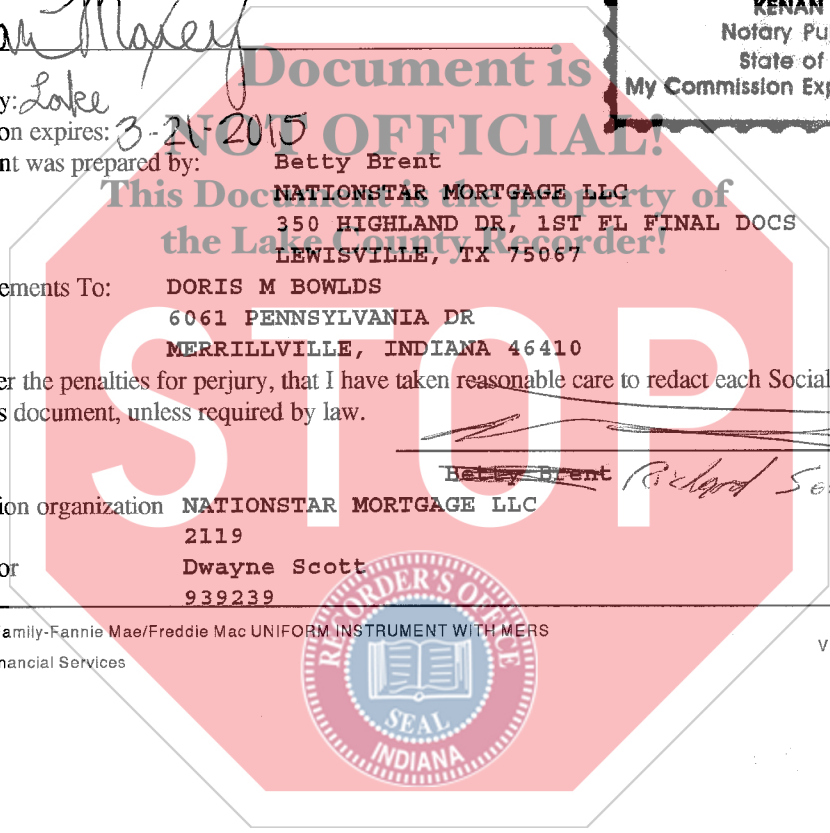 Maxey
KENAN
Notary Pu
State of
My Commission Exp
y: Lake
on expires: 3-21-2015
nt was prepared by: Betty Brent
NATIONSTAR MORTGAGE LLC
350 HIGHLAND DR, 1ST FL FINAL DOCS
LEWISVILLE, TX 75067
Document is
NOT OFFICIAL!
This Document is the property of
the Lake County Recorder!
STOP
ements To: DORIS M BOWLDS
6061 PENNSYLVANIA DR
MERRILLVILLE, INDIANA 46410
er the penalties for perjury, that I have taken reasonable care to redact each Social
s document, unless required by law.
Betty Brent Richard
ion organization NATIONSTAR MORTGAGE LLC
2119
or Dwayne Scott
939239
amily-Fannie Mae/Freddie Mac UNIFORM INSTRUMENT WITH MERS
V
nancial Services
RECORDER'S OFFICE
SEAL
INDIANA